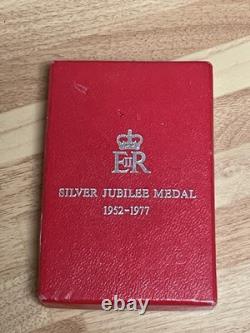 EIIR
SILVER JUBILEE MEDAL
1952-1977
ebay